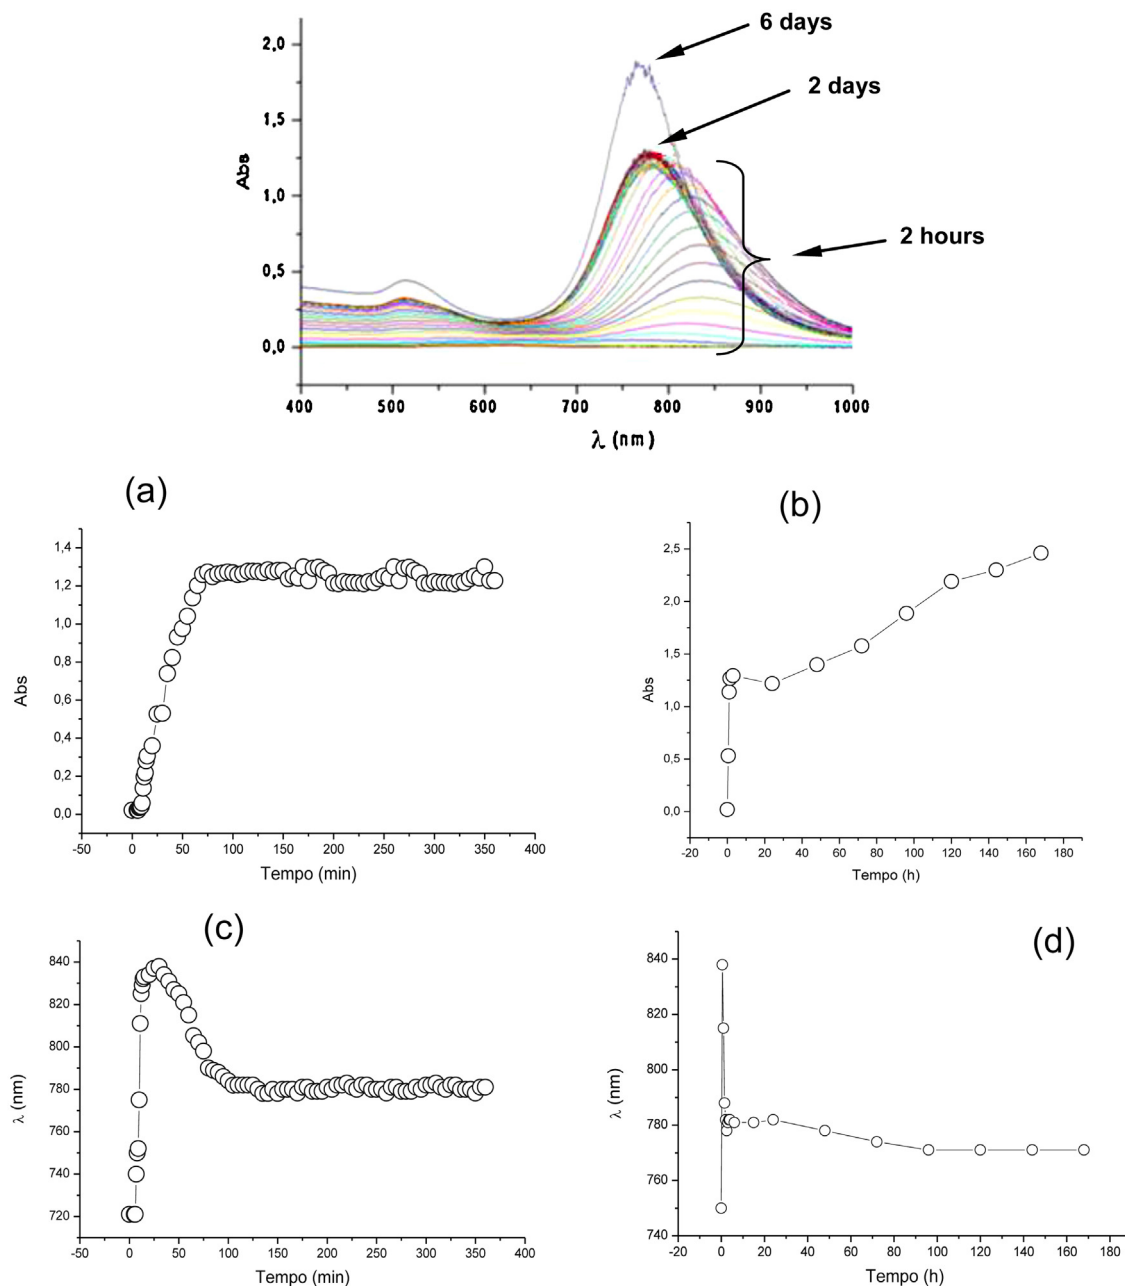 6 days
2 days
2 hours
Abs
2,0
1,5
1,0
0,5
0,0
400 500 600 700 800 900 1000
λ (nm)
(a)
Abs
1,4
1,2
1,0
0,8
0,6
0,4
0,2
0,0
-50 0 50 100 150 200 250 300 350 400
Tempo (min)
(b)
Abs
2,5
2,0
1,5
1,0
0,5
0,0
-20 0 20 40 60 80 100 120 140 160 180
Tempo (h)
(c)
λ (nm)
840
820
800
780
760
740
720
-50 0 50 100 150 200 250 300 350 400
Tempo (min)
(d)
λ (nm)
840
820
800
780
760
740
-20 0 20 40 60 80 100 120 140 160 180
Tempo (h)